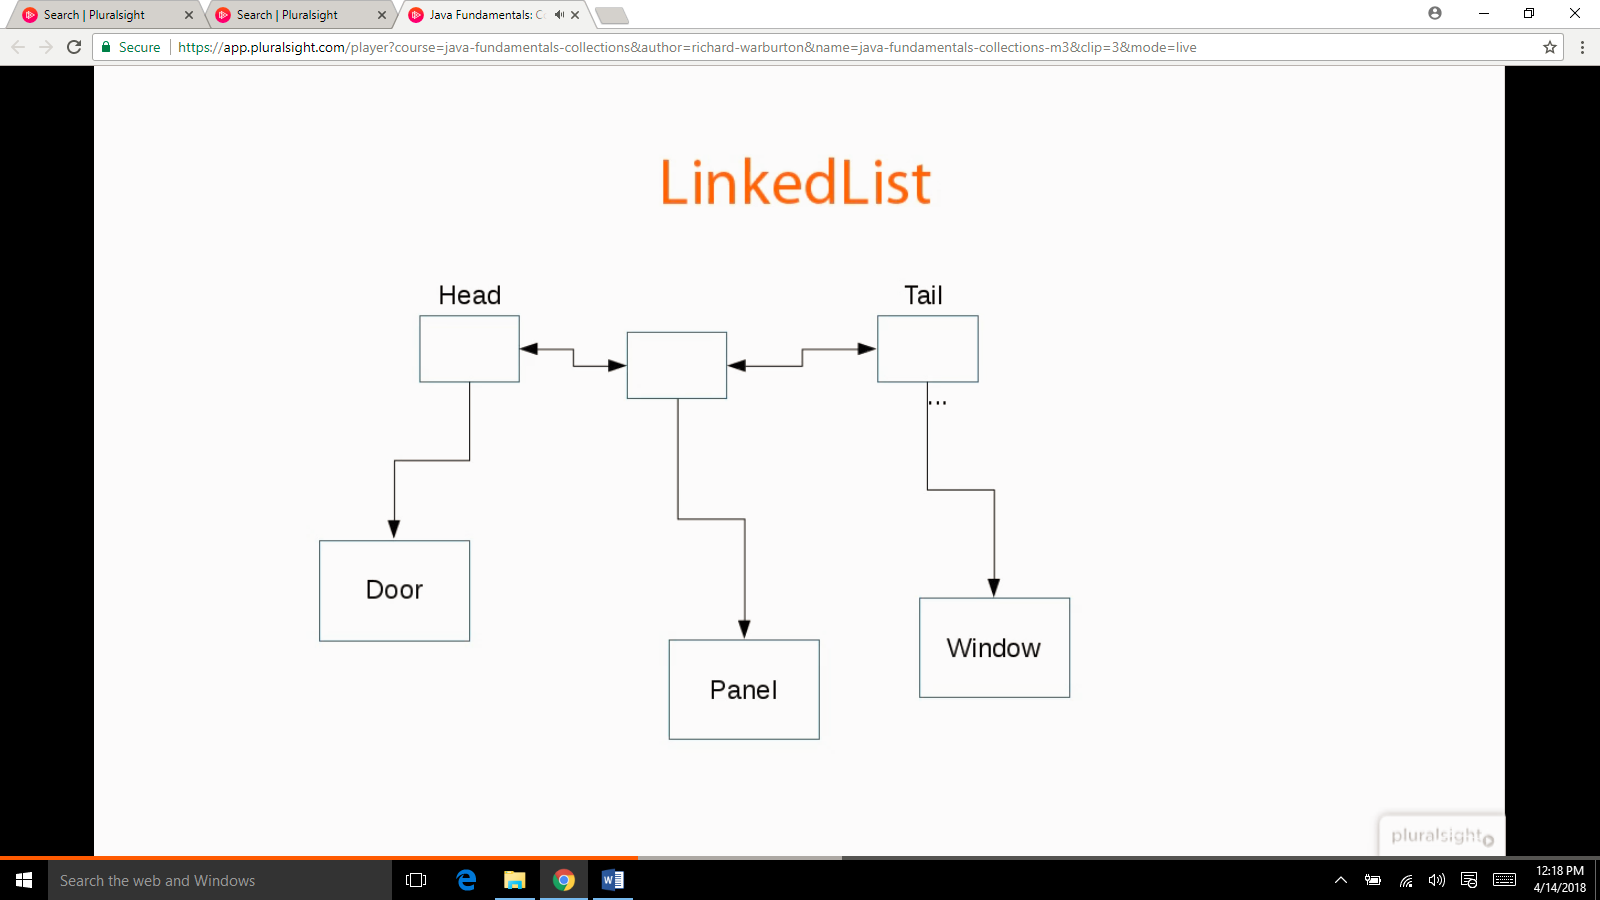 Search | Pluralsight
Search | Pluralsight
Java Fundamentals: C
Secure
https://app.pluralsight.com/player?course=java-fundamentals-collections&author=richard-warburton&name=java-fundamentals-collections-m3&clip=3&mode=live
LinkedList
Head
Tail
...
Door
Window
Panel
pluralsight
Search the web and Windows
12:18 PM
4/14/2018